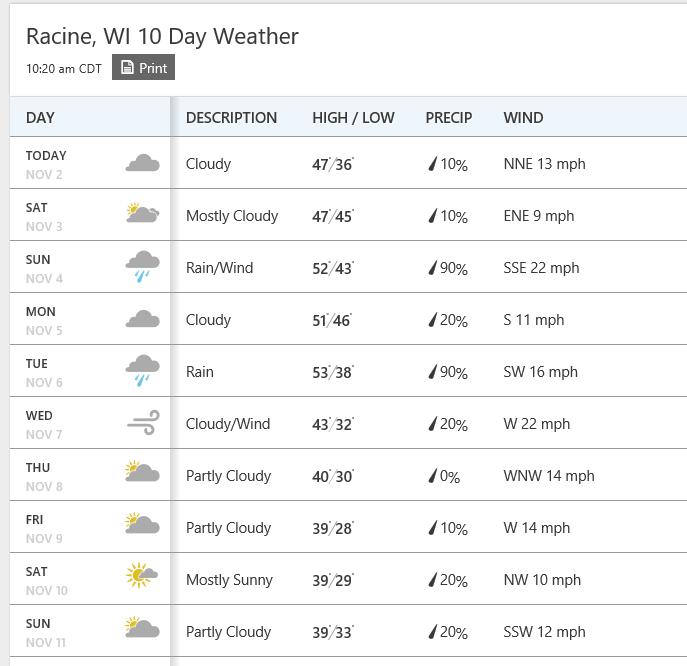 Racine, WI 10 Day Weather
10:20 am CDT Print
DAY DESCRIPTION HIGH / LOW PRECIP WIND
TODAY
NOV 2 Cloudy 47°/36° 10% NNE 13 mph
SAT
NOV 3 Mostly Cloudy 47°/45° 10% ENE 9 mph
SUN
NOV 4 Rain/Wind 52°/43° 90% SSE 22 mph
MON
NOV 5 Cloudy 51°/46° 20% S 11 mph
TUE
NOV 6 Rain 53°/38° 90% SW 16 mph
WED
NOV 7 Cloudy/Wind 43°/32° 20% W 22 mph
THU
NOV 8 Partly Cloudy 40°/30° 0% WNW 14 mph
FRI
NOV 9 Partly Cloudy 39°/28° 10% W 14 mph
SAT
NOV 10 Mostly Sunny 39°/29° 20% NW 10 mph
SUN
NOV 11 Partly Cloudy 39°/33° 20% SSW 12 mph